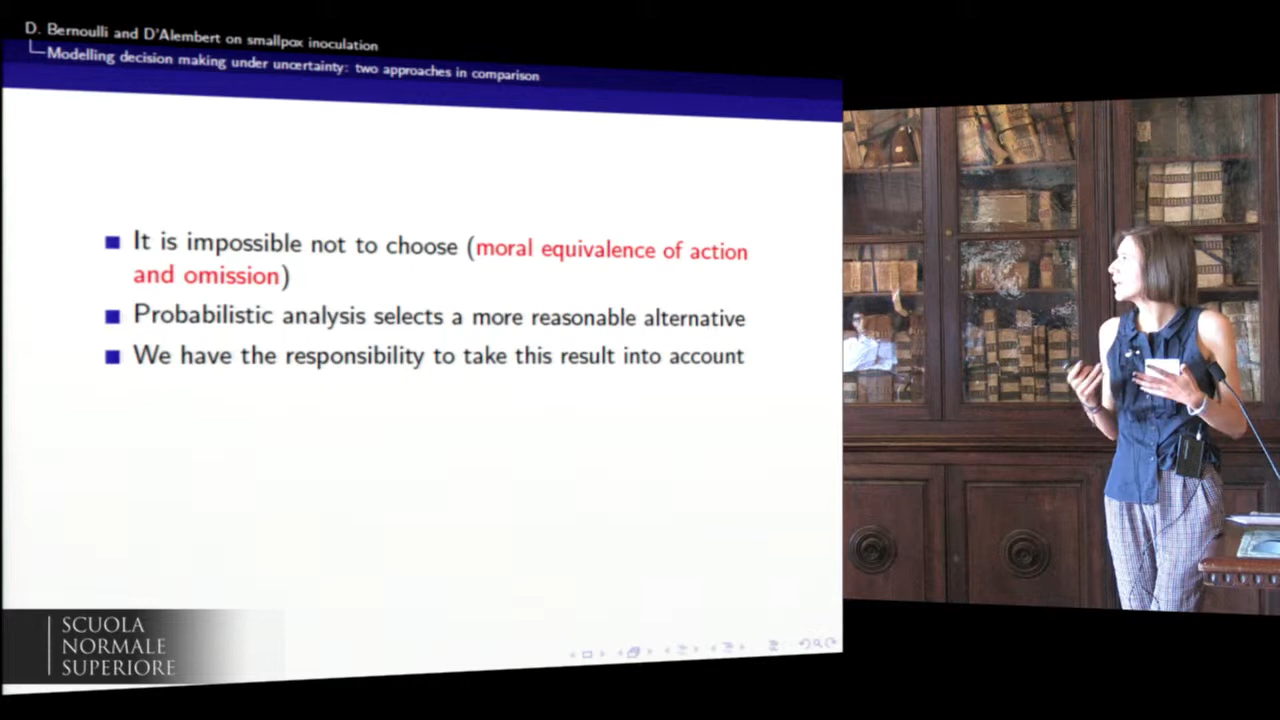 D. Bernoulli and D'Alembert on smallpox inoculation
Modelling decision making under uncertainty: two approaches in comparison
It is impossible not to choose (moral equivalence of action
and omission)
Probabilistic analysis selects a more reasonable alternative
We have the responsibility to take this result into account
SCUOLA
NORMALE
SUPERIORE